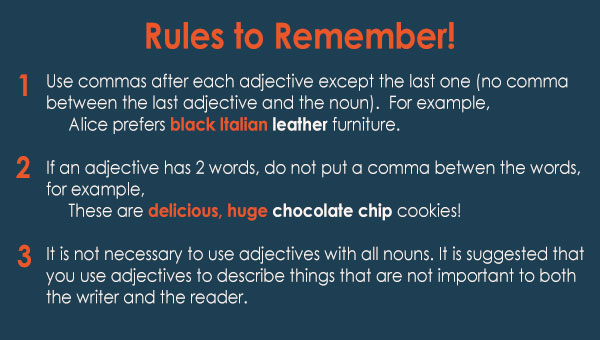 Rules to Remember!
1 Use commas after each adjective except the last one (no comma
between the last adjective and the noun). For example,
Alice prefers black Italian leather furniture.
2 If an adjective has 2 words, do not put a comma betwen the words,
for example,
These are delicious, huge chocolate chip cookies!
3 It is not necessary to use adjectives with all nouns. It is suggested that
you use adjectives to describe things that are not important to both
the writer and the reader.